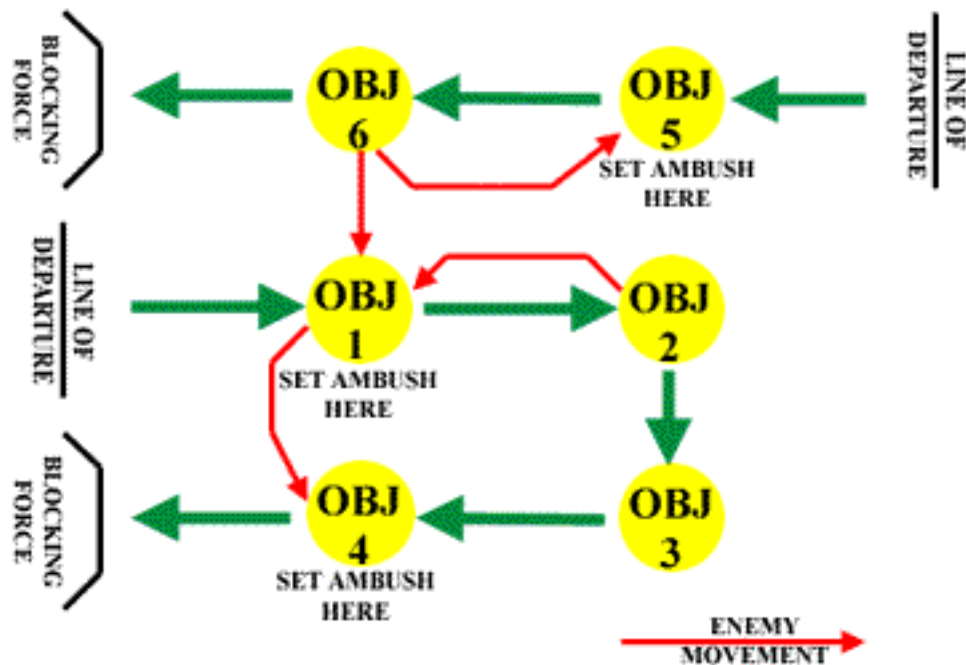 BLOCKING
FORCE
OBJ
6
OBJ
5
SET AMBUSH
HERE
LINE OF
DEPARTURE
LINE OF
DEPARTURE
OBJ
1
SET AMBUSH
HERE
OBJ
2
BLOCKING
FORCE
OBJ
4
SET AMBUSH
HERE
OBJ
3
ENEMY
MOVEMENT